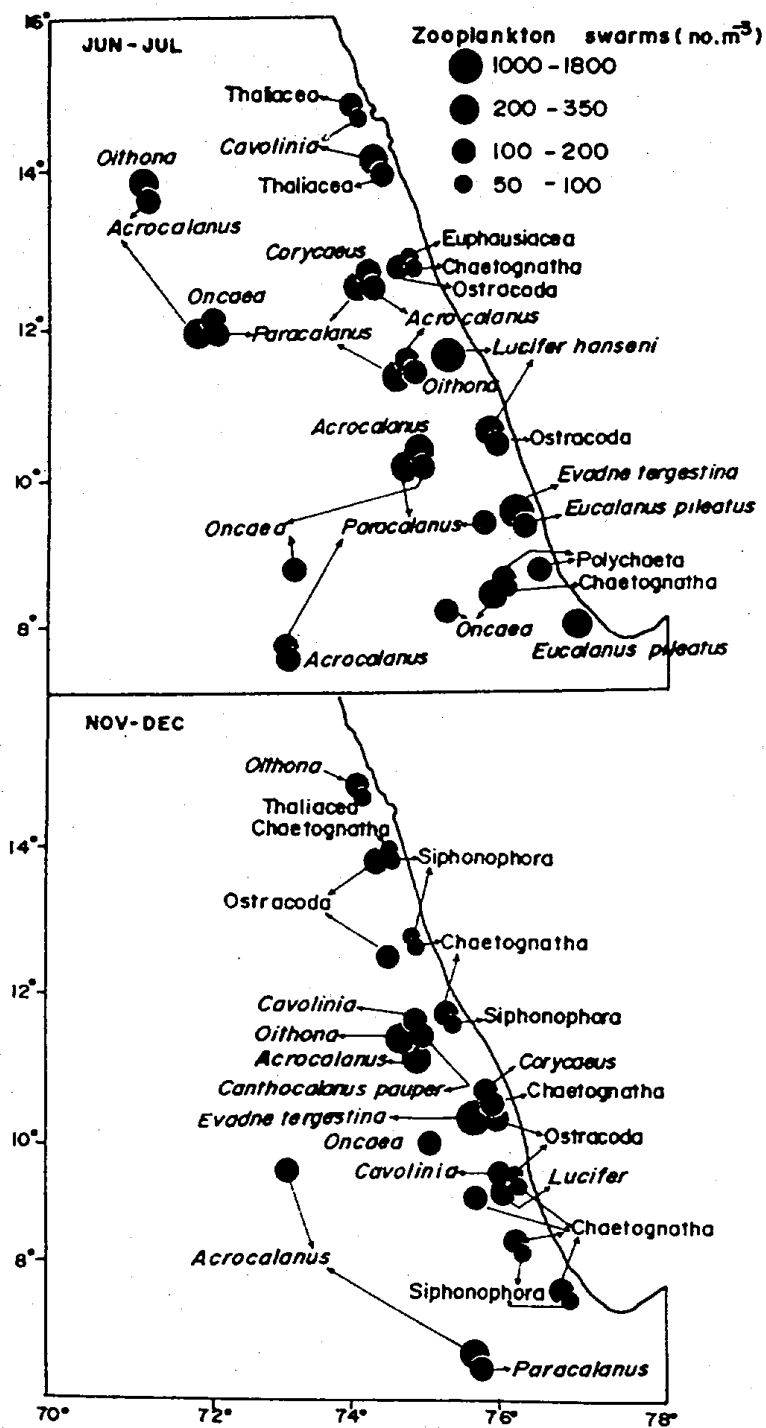 16°
JUN-JUL
Zooplankton swarms (no.m⁻³)
1000-1800
200-350
100-200
50-100
Thaliacea
Cavolinia
Oithona
14°
Thaliacea
Acrocalanus
Euphausiacea
Corycaeus
Chaetognatha
Ostracoda
Oncaea
Acrocalanus
12°
Paracalanus
Lucifer hanseni
Oithona
Acrocalanus
Ostracoda
10°
Evadne tergestina
Eucalanus pileatus
Oncaea
Paracalanus
Polychaeta
Chaetognatha
8°
Oncaea
Eucalanus pileatus
Acrocalanus
NOV-DEC
Oithona
Thaliacea
Chaetognatha
14°
Siphonophora
Ostracoda
Chaetognatha
12°
Cavolinia
Siphonophora
Oithona
Acrocalanus
Corycaeus
Canthocalanus pauper
Chaetognatha
Evadne tergestina
Ostracoda
10°
Oncaea
Cavolinia
Lucifer
Chaetognatha
8°
Acrocalanus
Siphonophora
Paracalanus
70°
72°
74°
76°
78°